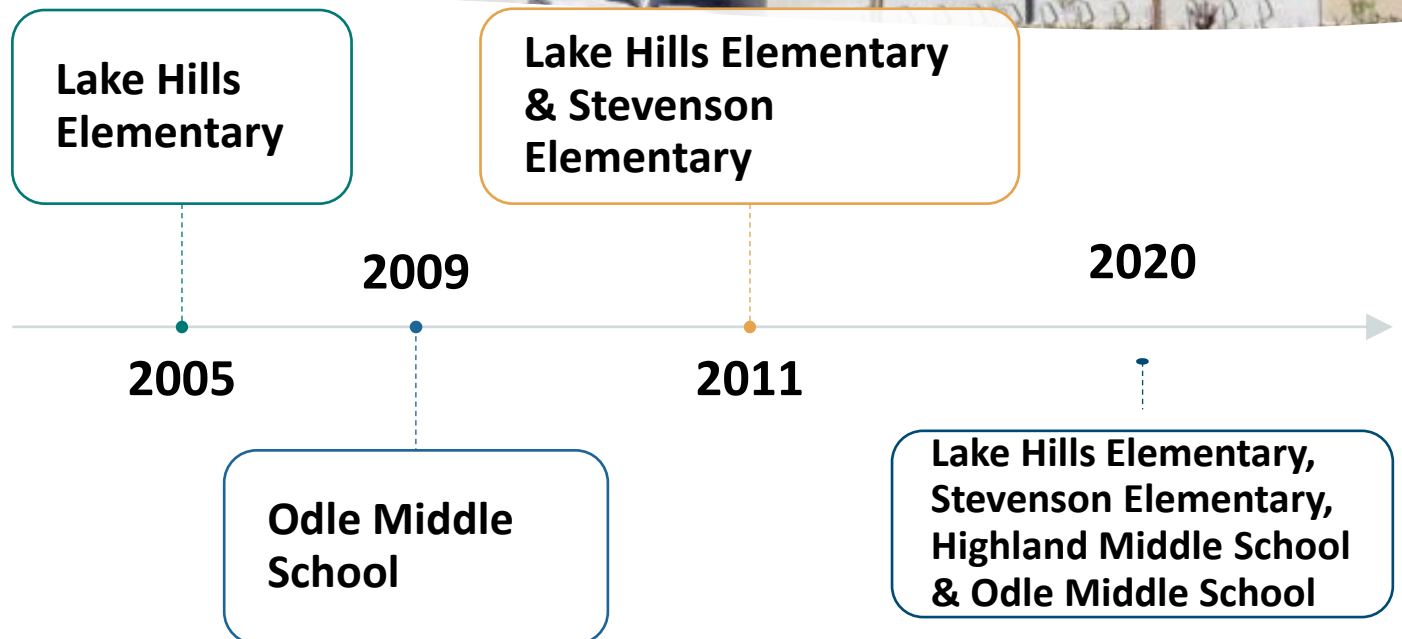 Lake Hills
Elementary
Lake Hills Elementary
& Stevenson
Elementary
2009
2020
2005
2011
Odle Middle
School
Lake Hills Elementary,
Stevenson Elementary,
Highland Middle School
& Odle Middle School